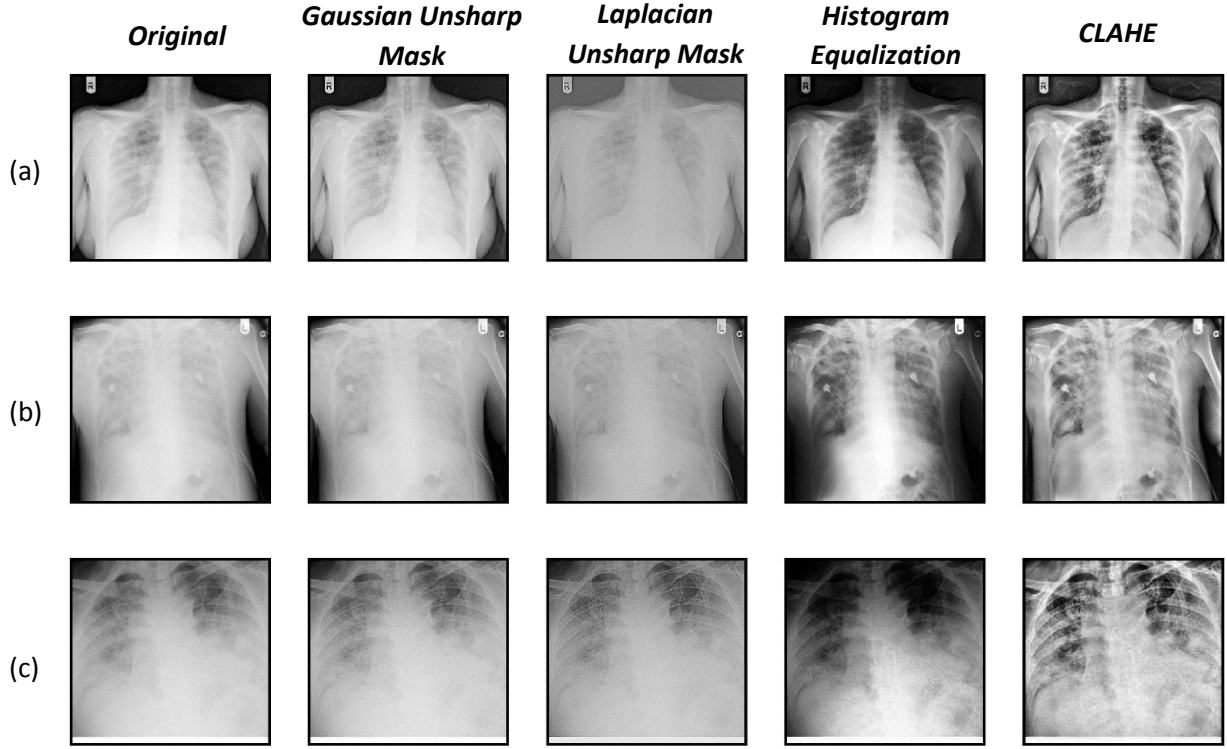 Original
Gaussian Unsharp
Mask
Laplacian
Unsharp Mask
Histogram
Equalization
CLAHE
(a)
(b)
L
L
L
L
L
(c)